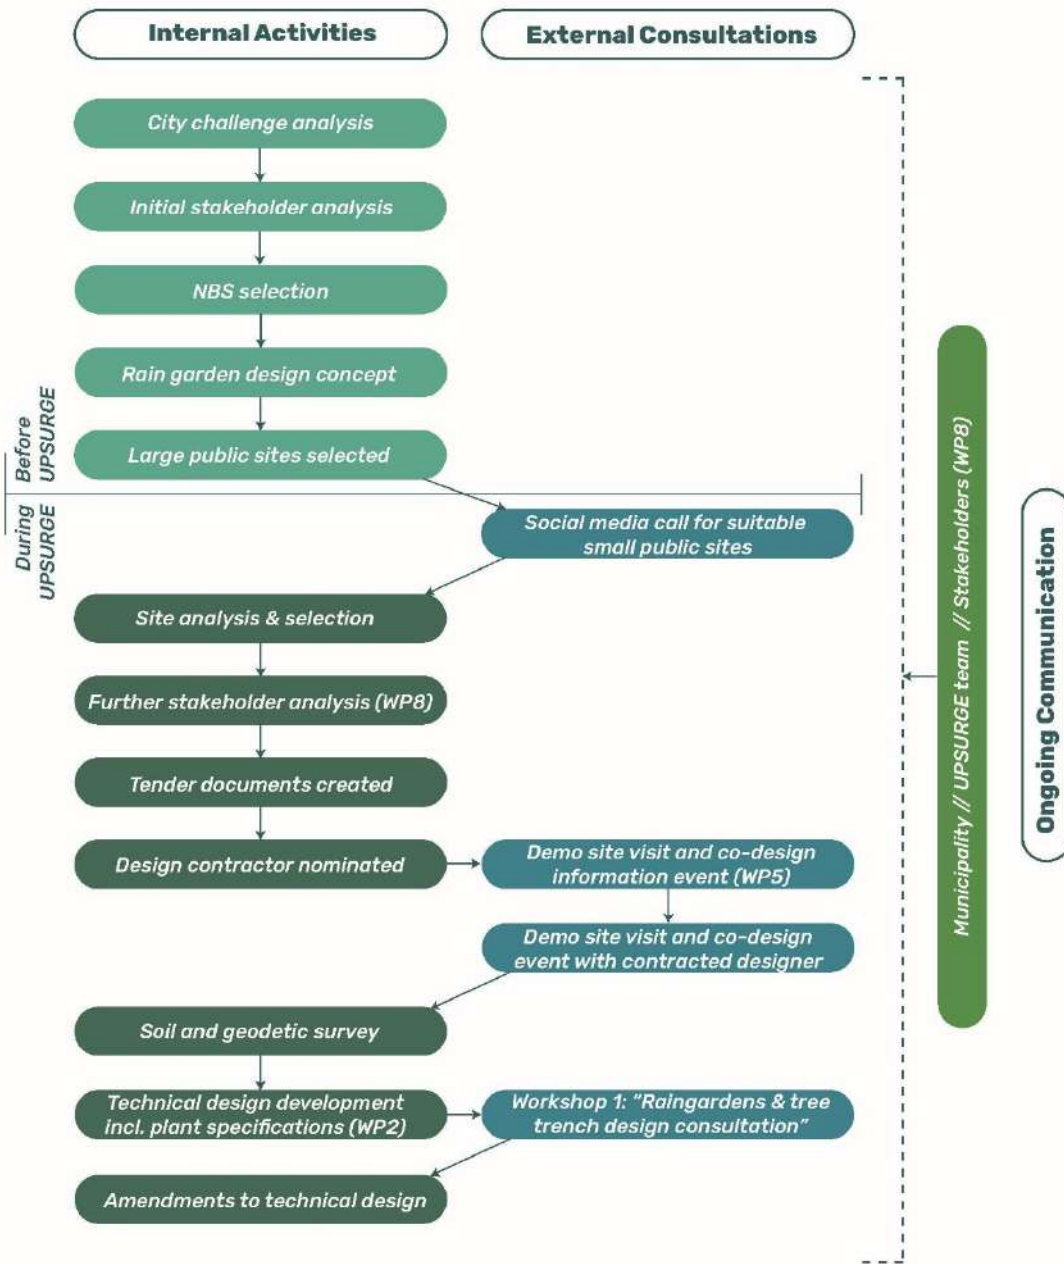 Internal Activities
External Consultations
City challenge analysis
Initial stakeholder analysis
NBS selection
Rain garden design concept
Before
UPSURGE
Large public sites selected
During
UPSURGE
Social media call for suitable
small public sites
Site analysis & selection
Further stakeholder analysis (WP8)
Tender documents created
Design contractor nominated
Demo site visit and co-design
information event (WP5)
Demo site visit and co-design
event with contracted designer
Soil and geodetic survey
Technical design development
incl. plant specifications (WP2)
Workshop 1: “Raingardens & tree
trench design consultation”
Amendments to technical design
Municipality // UPSURGE team // Stakeholders (WP8)
Ongoing Communication